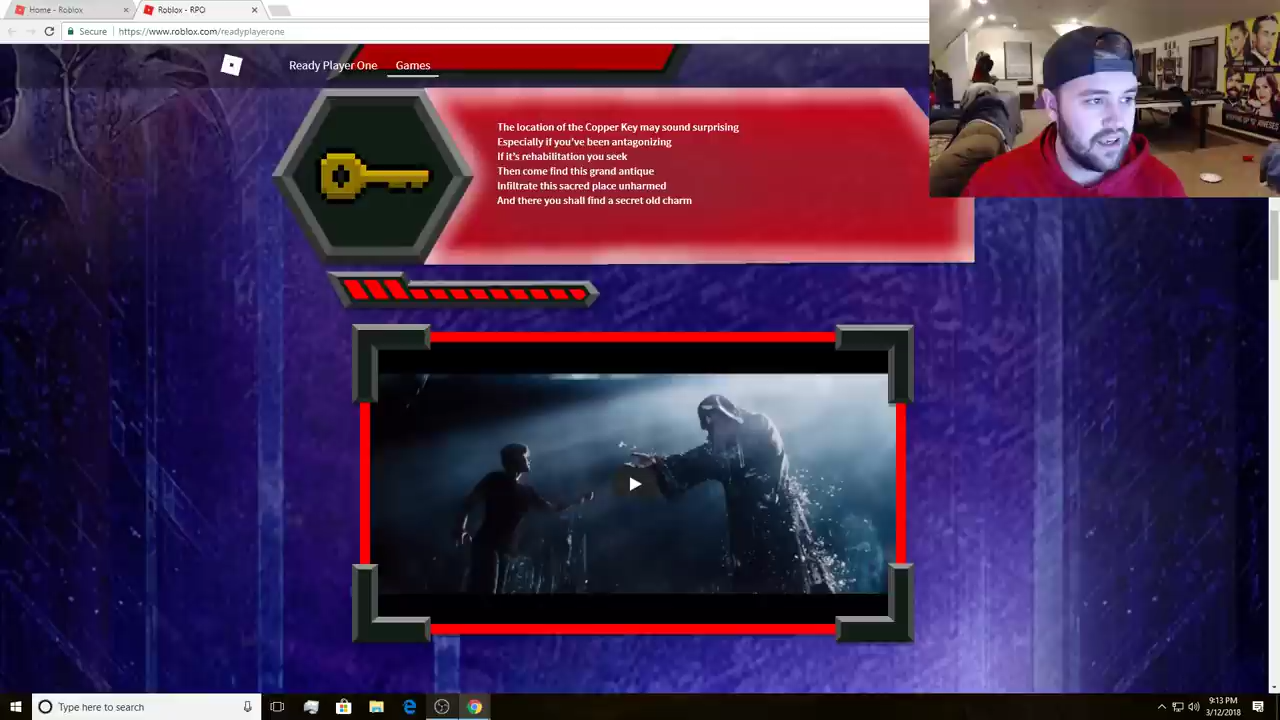 Home - Roblox
Roblox - RPO
Secure
https://www.roblox.com/readyplayerone
Ready Player One
Games
The location of the Copper Key may sound surprising
Especially if you've been antagonizing
If it's rehabilitation you seek
Then come find this grand antique
Infiltrate this sacred place unharmed
And there you shall find a secret old charm
Type here to search
9:13 PM
3/12/2018